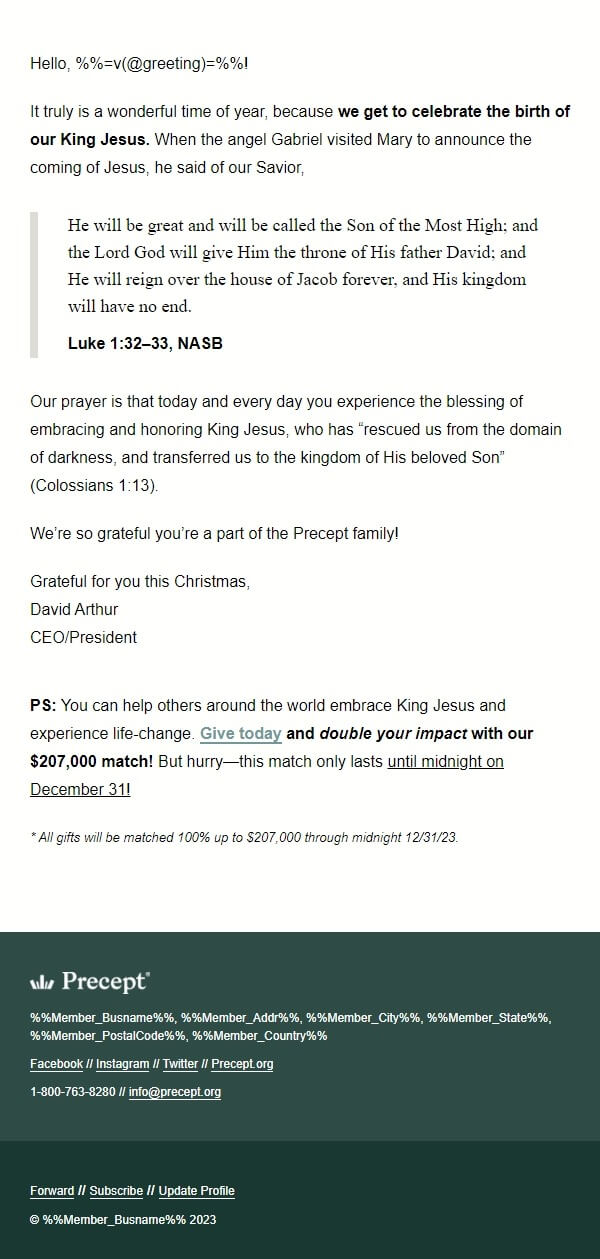 Hello, %%=v(@greeting)=%%!
It truly is a wonderful time of year, because we get to celebrate the birth of
our King Jesus. When the angel Gabriel visited Mary to announce the
coming of Jesus, he said of our Savior,
He will be great and will be called the Son of the Most High; and
the Lord God will give Him the throne of His father David; and
He will reign over the house of Jacob forever, and His kingdom
will have no end.
Luke 1:32–33, NASB
Our prayer is that today and every day you experience the blessing of
embracing and honoring King Jesus, who has “rescued us from the domain
of darkness, and transferred us to the kingdom of His beloved Son”
(Colossians 1:13).
We’re so grateful you’re a part of the Precept family!
Grateful for you this Christmas,
David Arthur
CEO/President
PS: You can help others around the world embrace King Jesus and
experience life-change. Give today and double your impact with our
$207,000 match! But hurry—this match only lasts until midnight on
December 31!
* All gifts will be matched 100% up to $207,000 through midnight 12/31/23.
Precept®
%%Member_Busname%%, %%Member_Addr%%, %%Member_City%%, %%Member_State%%,
%%Member_PostalCode%%, %%Member_Country%%
Facebook // Instagram // Twitter // Precept.org
1-800-763-8280 // info@precept.org
Forward // Subscribe // Update Profile
© %%Member_Busname%% 2023